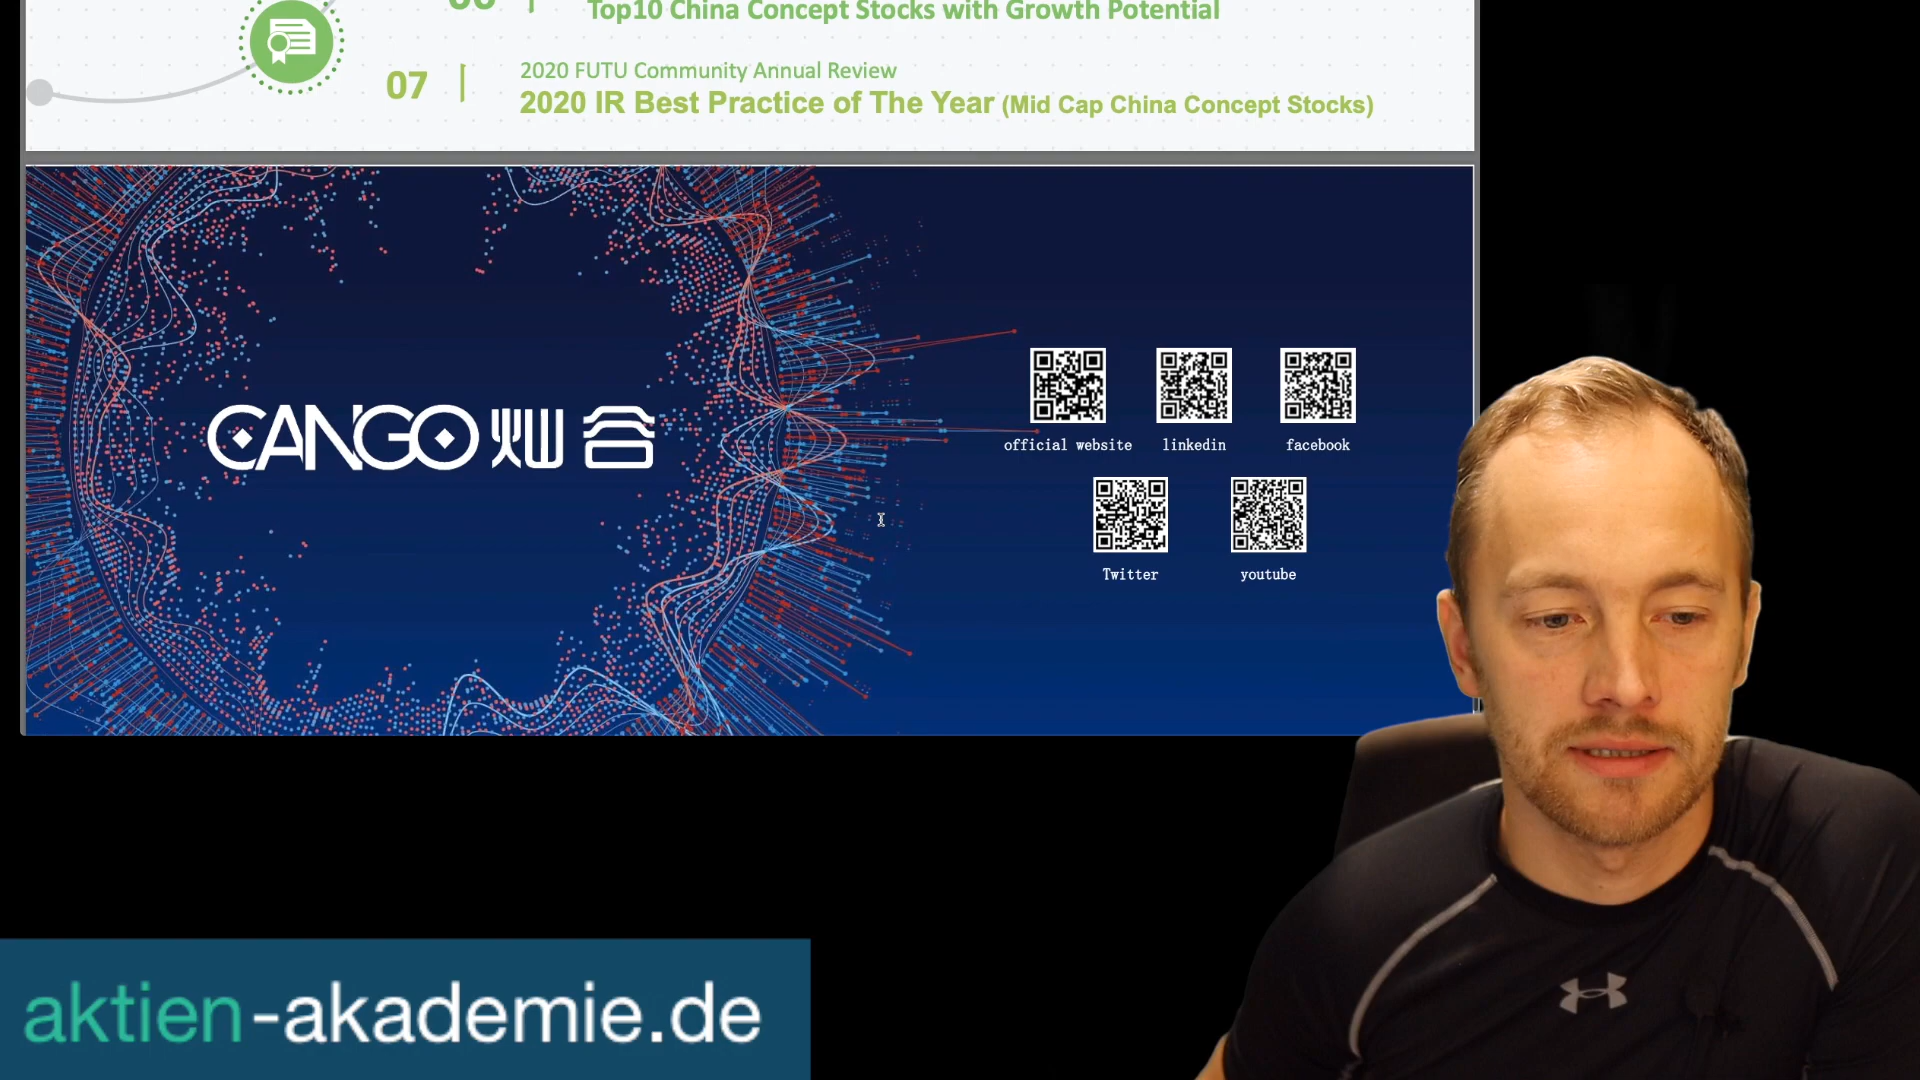 Top10 China Concept Stocks with Growth Potential
2020 FUTU Community Annual Review
07
2020 IR Best Practice of The Year (Mid Cap China Concept Stocks)
CANGO 灿谷
official website
linkedin
facebook
Twitter
youtube
aktien-akademie.de